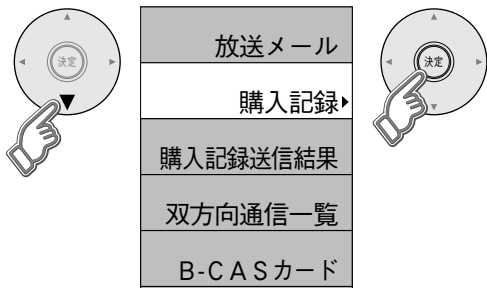 決定
放送メール
購入記録
購入記録送信結果
双方向通信一覧
B-CASカード
決定